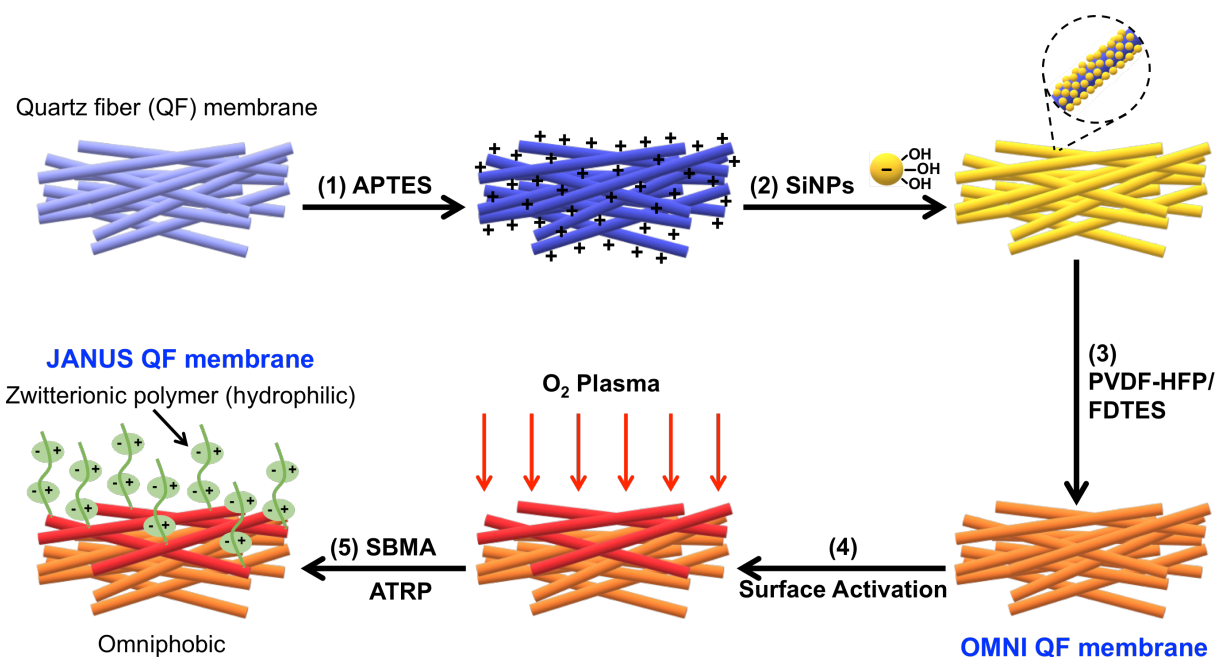 Quartz fiber (QF) membrane
(1) APTES
+ + + + + + + + + + + + + + + + + + + + + + + + + + + + + + + + + + +
(2) SiNPs
-
OH
OH
OH
(3)
PVDF-HFP/
FDTES
OMNI QF membrane
(4)
Surface Activation
O2 Plasma
(5) SBMA
ATRP
JANUS QF membrane
Zwitterionic polymer (hydrophilic)
- +
- +
- +
- +
- +
- +
- +
- +
- +
- +
- +
- +
Omniphobic